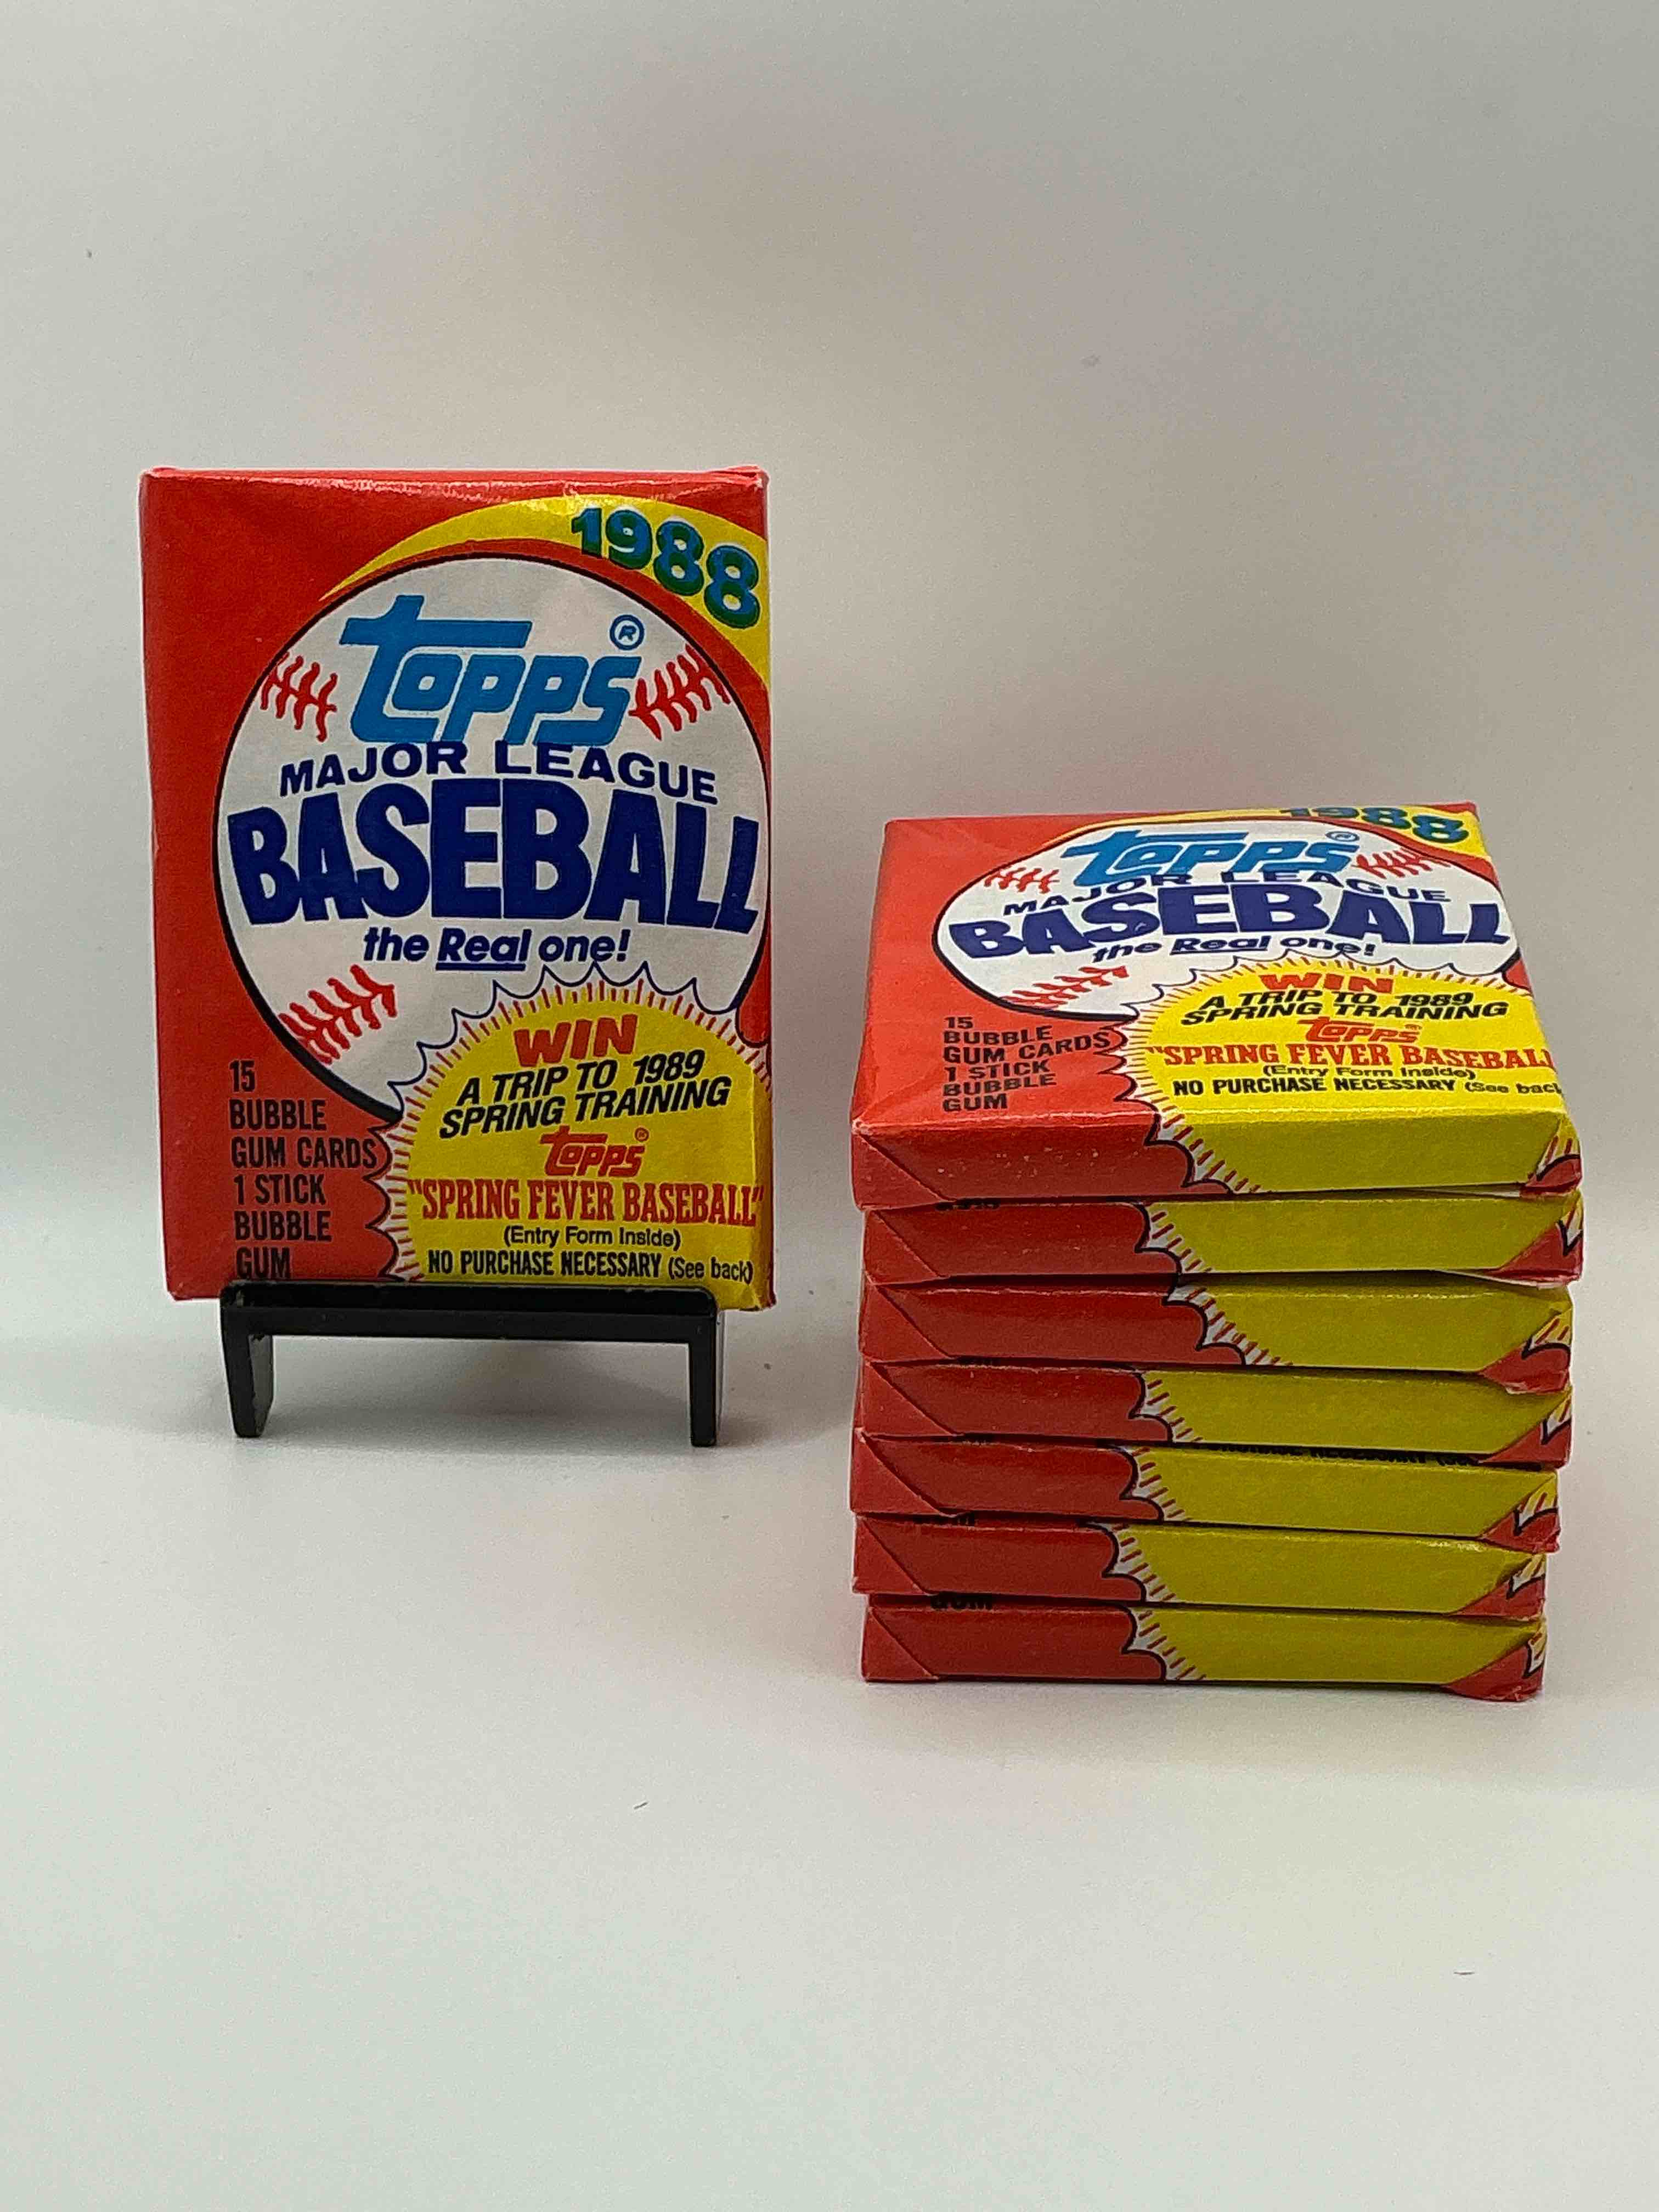 1988
topps®
MAJOR LEAGUE
BASEBALL
the Real one!
WIN
A TRIP TO 1989
SPRING TRAINING
topps®
"SPRING FEVER BASEBALL"
(Entry Form Inside)
NO PURCHASE NECESSARY (See back)
15
BUBBLE
GUM CARDS
1 STICK
BUBBLE
GUM
1988
topps®
MAJOR LEAGUE
BASEBALL
the Real one!
WIN
A TRIP TO 1989
SPRING TRAINING
topps®
"SPRING FEVER BASEBALL
(Entry Form Inside)
NO PURCHASE NECESSARY (See back
15
BUBBLE
GUM CARDS
1 STICK
BUBBLE
GUM
GUM